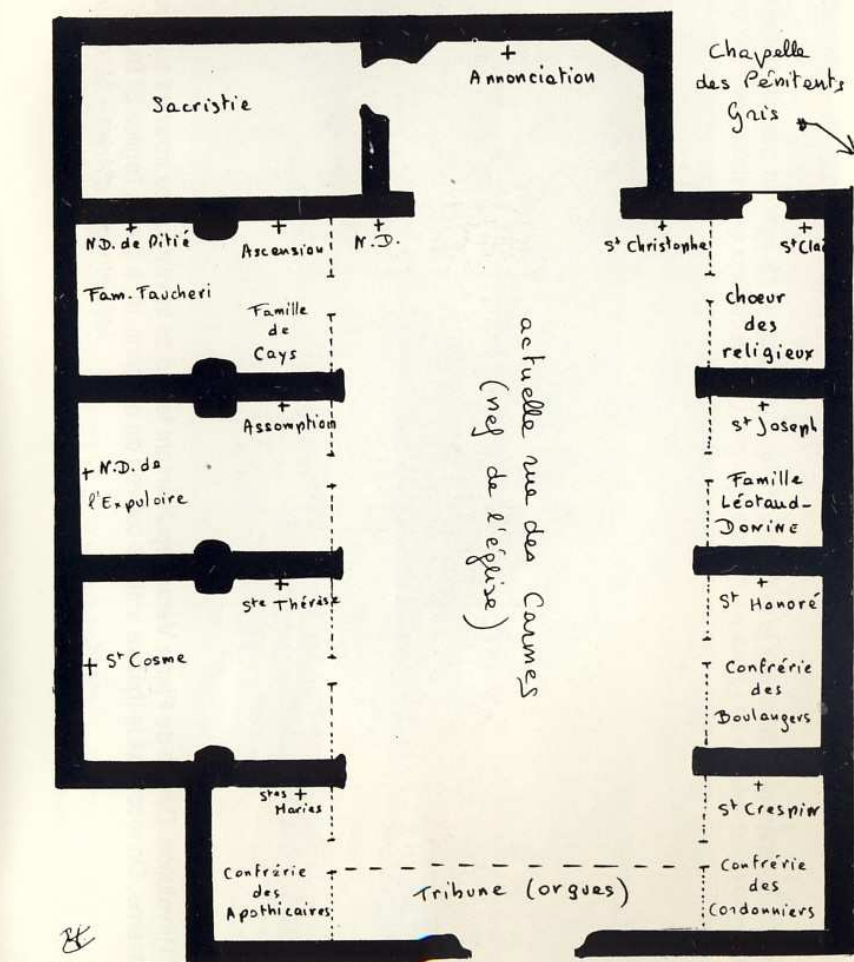 Sacristie
Annonciation
Chapelle
des Pénitents
Gris
N.D. de Pitié
Ascension
N.D.
St Christophe
St Clai
Fam. Faucheri
Famille
de
Cays
choeur
des
religieux
actuelle rue des Carmes
(nef de l'église)
Assomption
St Joseph
N.D. de
l'Expuloire
Famille
Léotaud-
DONINE
Ste Thérèse
St Honoré
St Cosme
Confrérie
des
Boulangers
Stes
Maries
St Crespin
Confrérie
des
Apothicaires
Tribune (orgues)
Confrérie
des
Cordonniers